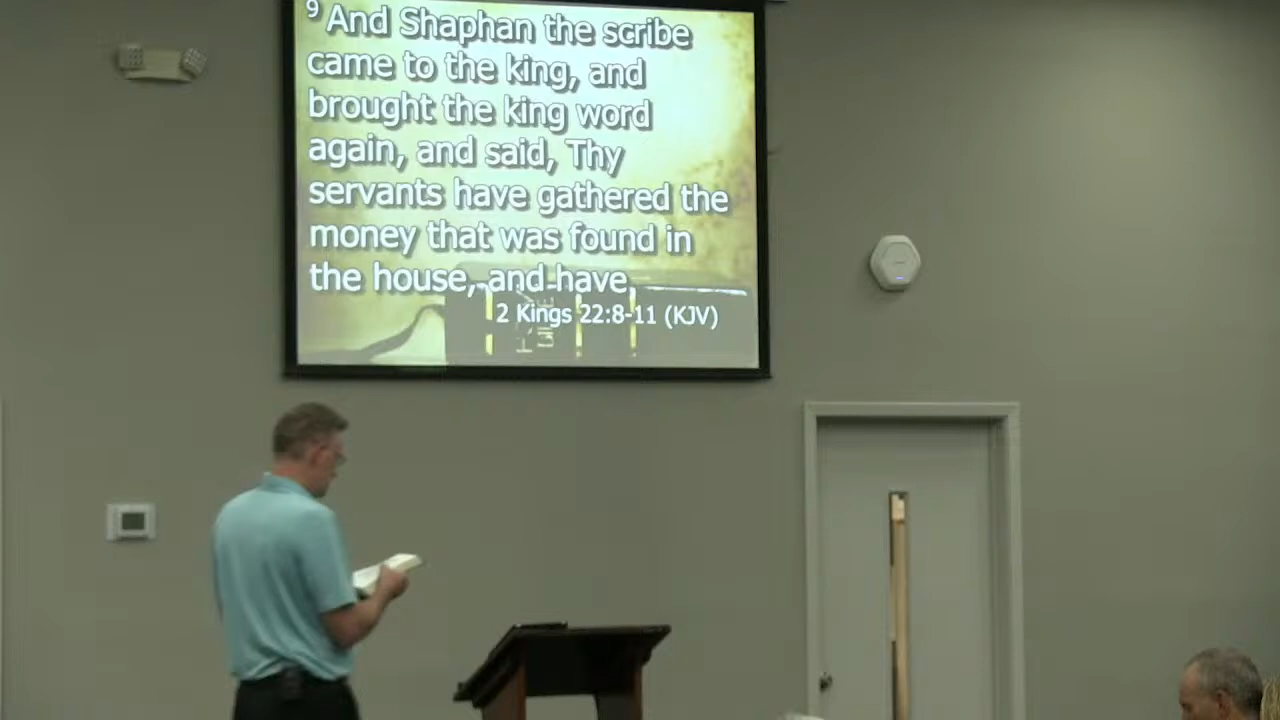 9 And Shaphan the scribe
came to the king, and
brought the king word
again, and said, Thy
servants have gathered the
money that was found in
the house, and have
2 Kings 22:8-11 (KJV)